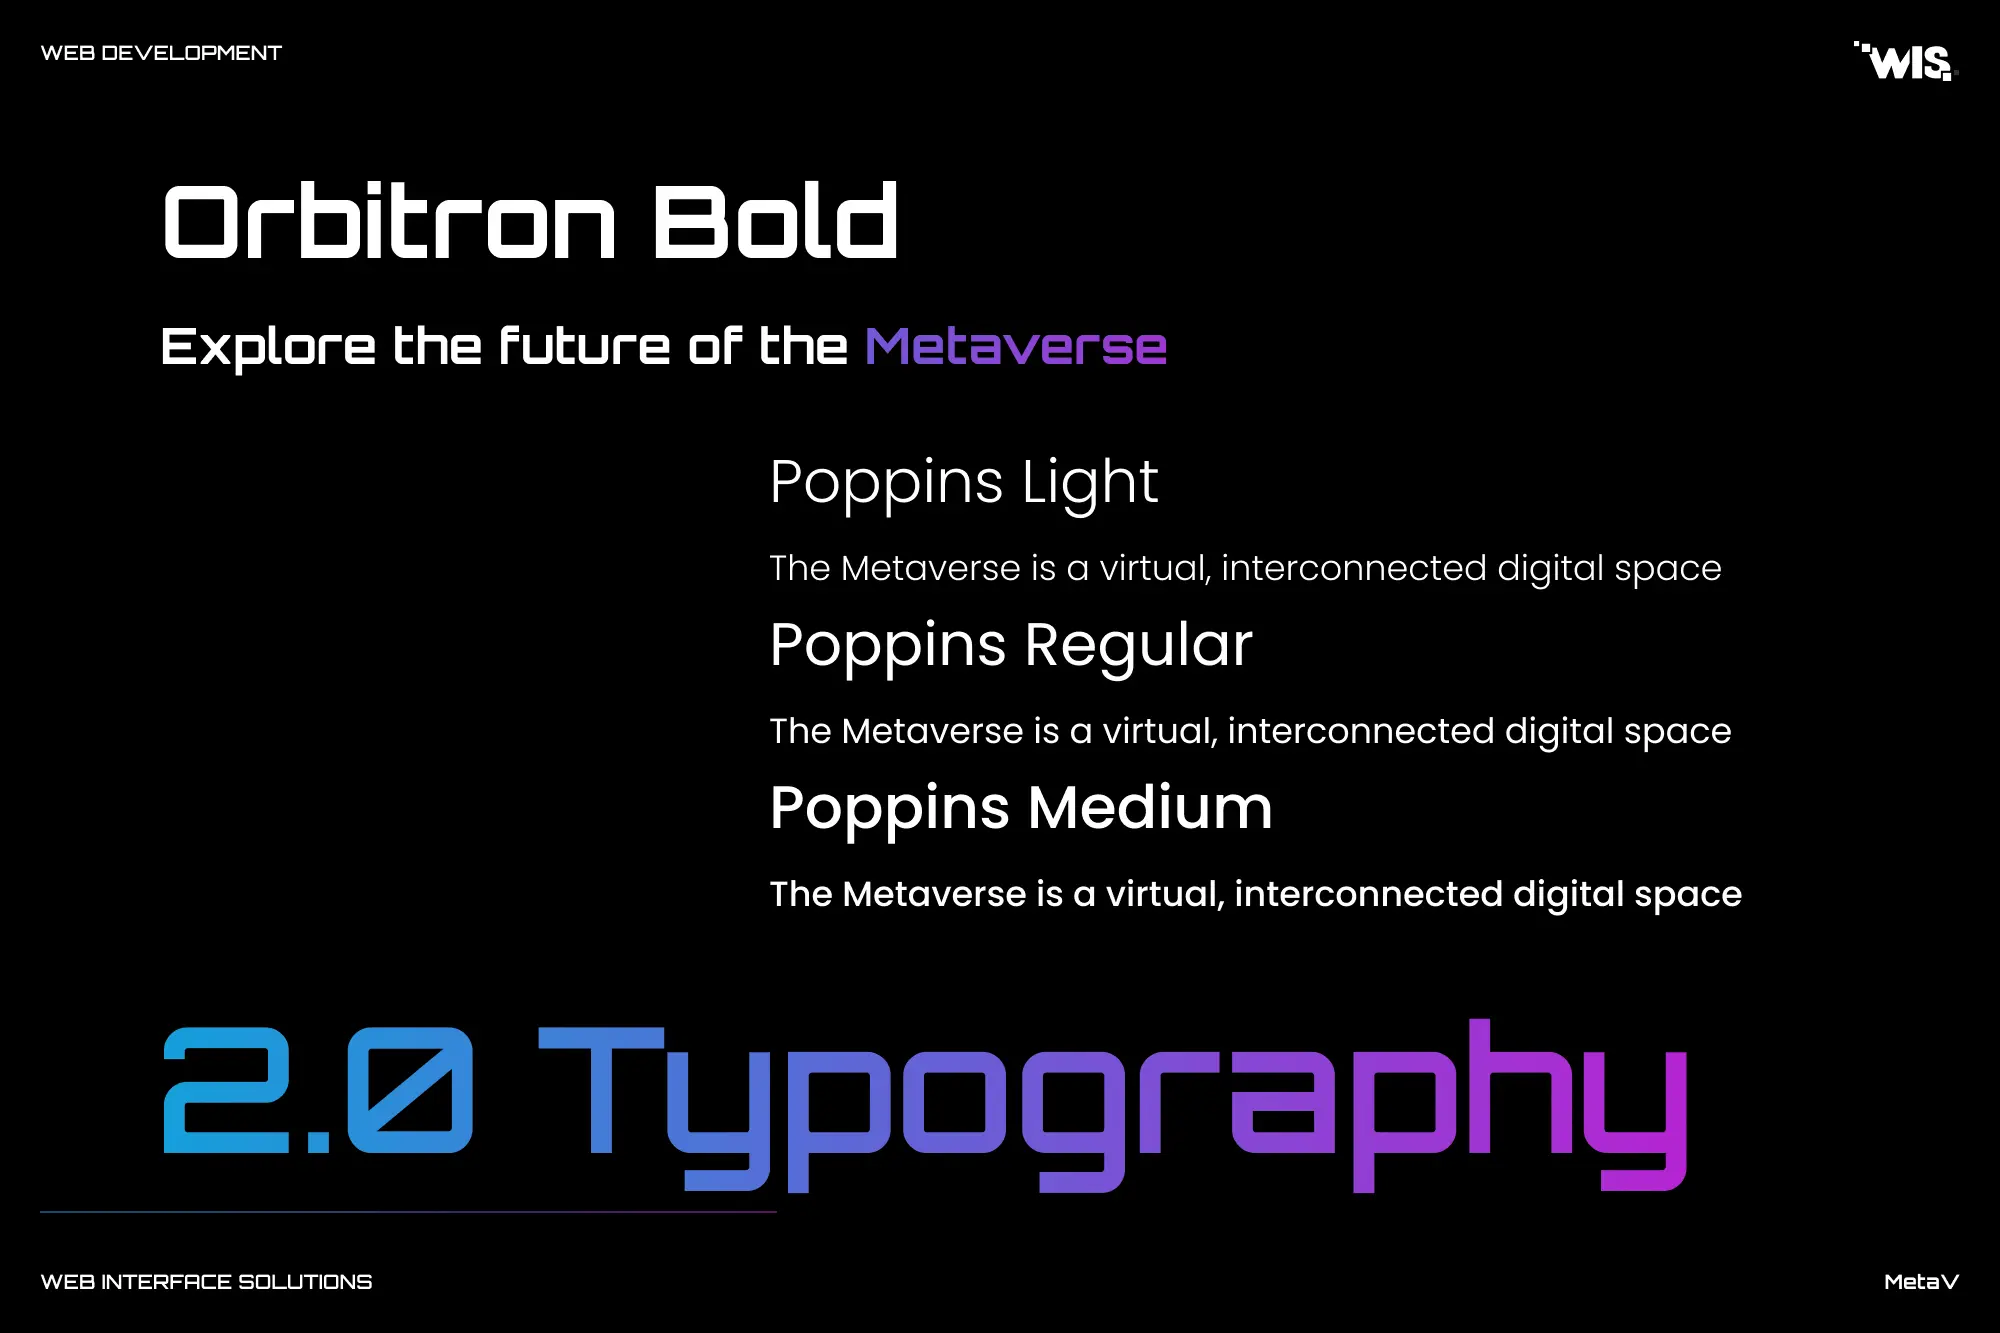 WEB DEVELOPMENT
WIS
Orbitron Bold
Explore the future of the Metaverse
Poppins Light
The Metaverse is a virtual, interconnected digital space
Poppins Regular
The Metaverse is a virtual, interconnected digital space
Poppins Medium
The Metaverse is a virtual, interconnected digital space
2.0 Typography
WEB INTERFACE SOLUTIONS
MetaV